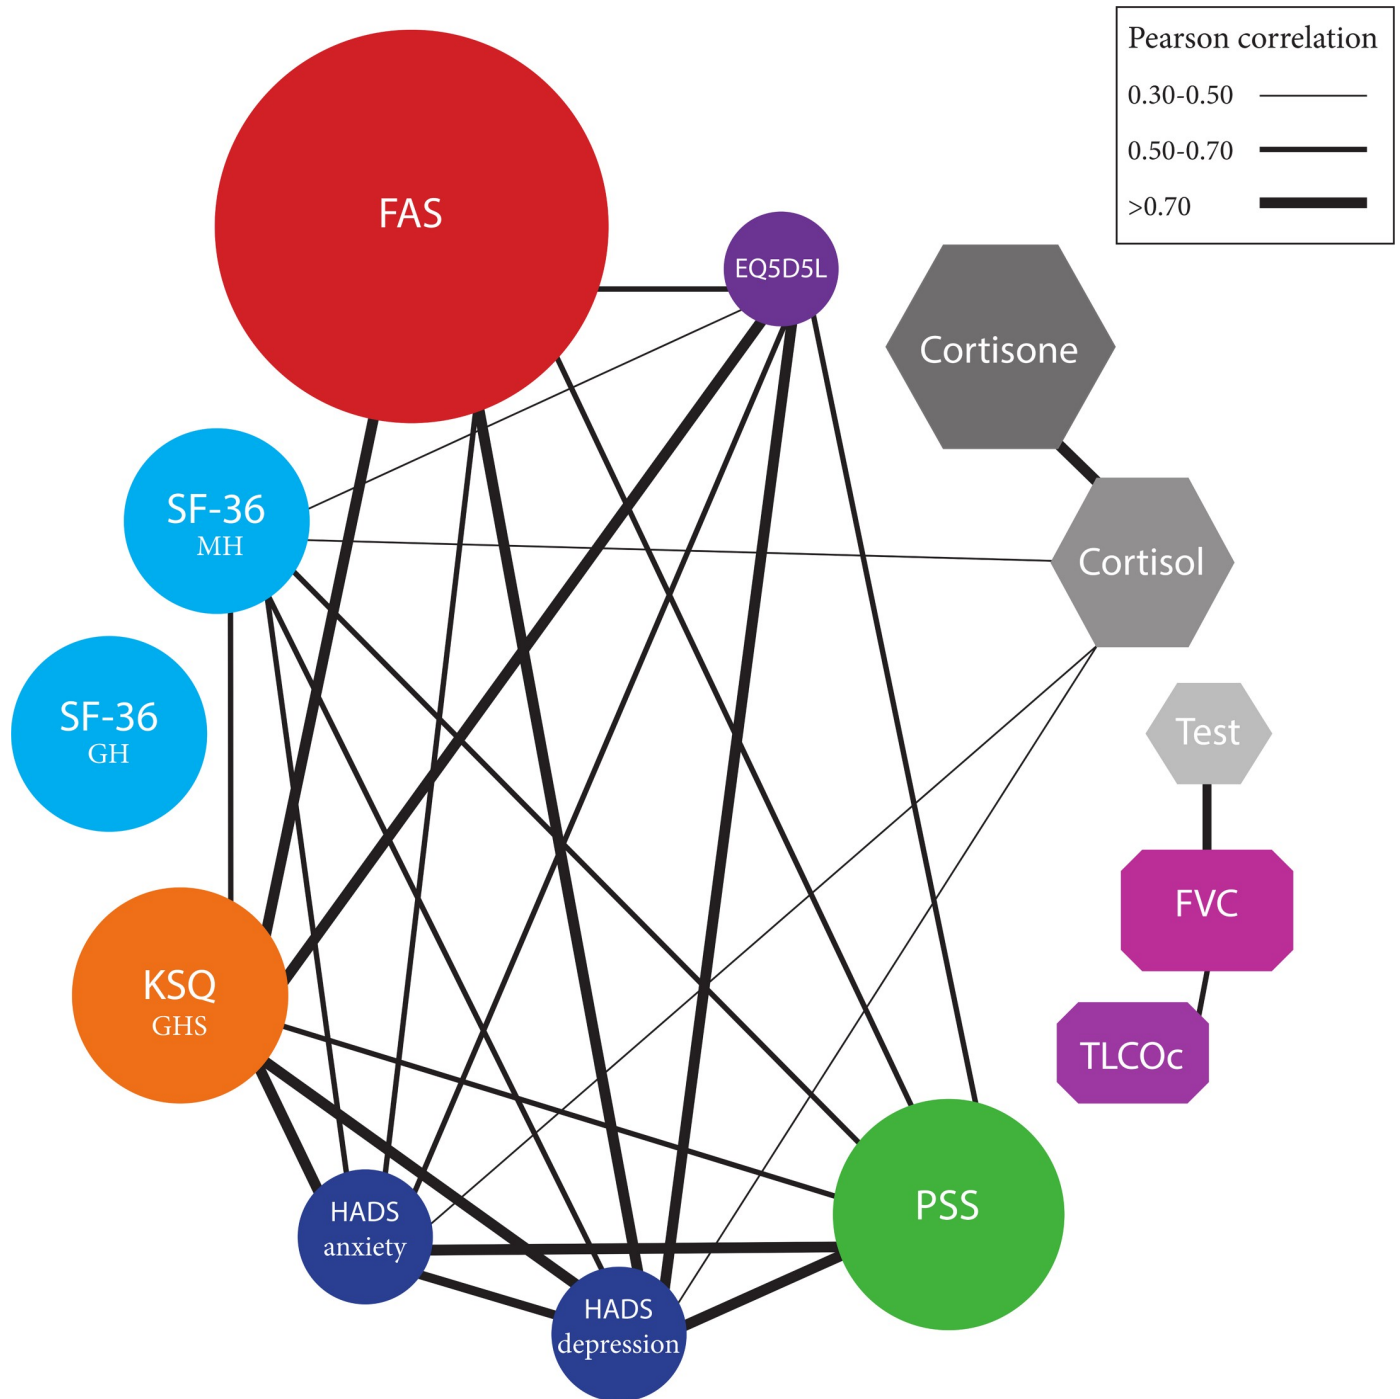 Pearson correlation
0.30-0.50
0.50-0.70
>0.70
FAS
EQ5D5L
Cortisone
SF-36
MH
Cortisol
SF-36
GH
Test
FVC
KSQ
GHS
TLCOc
HADS
anxiety
PSS
HADS
depression